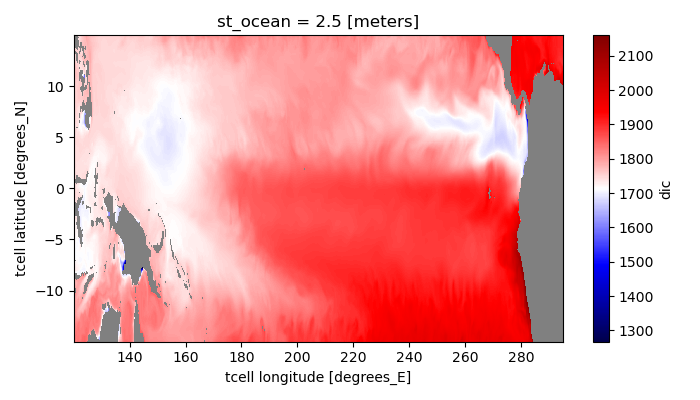 st_ocean = 2.5 [meters]
tcell latitude [degrees_N]
10
5
0
−5
−10
140 160 180 200 220 240 260 280
tcell longitude [degrees_E]
2100
2000
1900
1800
1700
1600
1500
1400
1300
dic